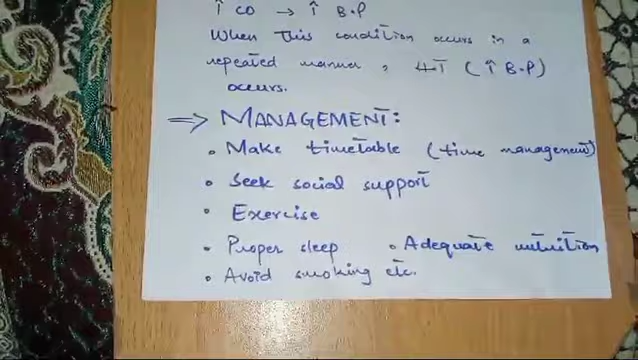 ↑ CO → ↑ B.P
When This condition occurs in a
repeated manner, HT (↑ B.P)
occurs.
⇒ MANAGEMENT:
• Make timetable (time management)
• Seek social support
• Exercise
• Proper sleep • Adequate nutrition
• Avoid smoking etc.